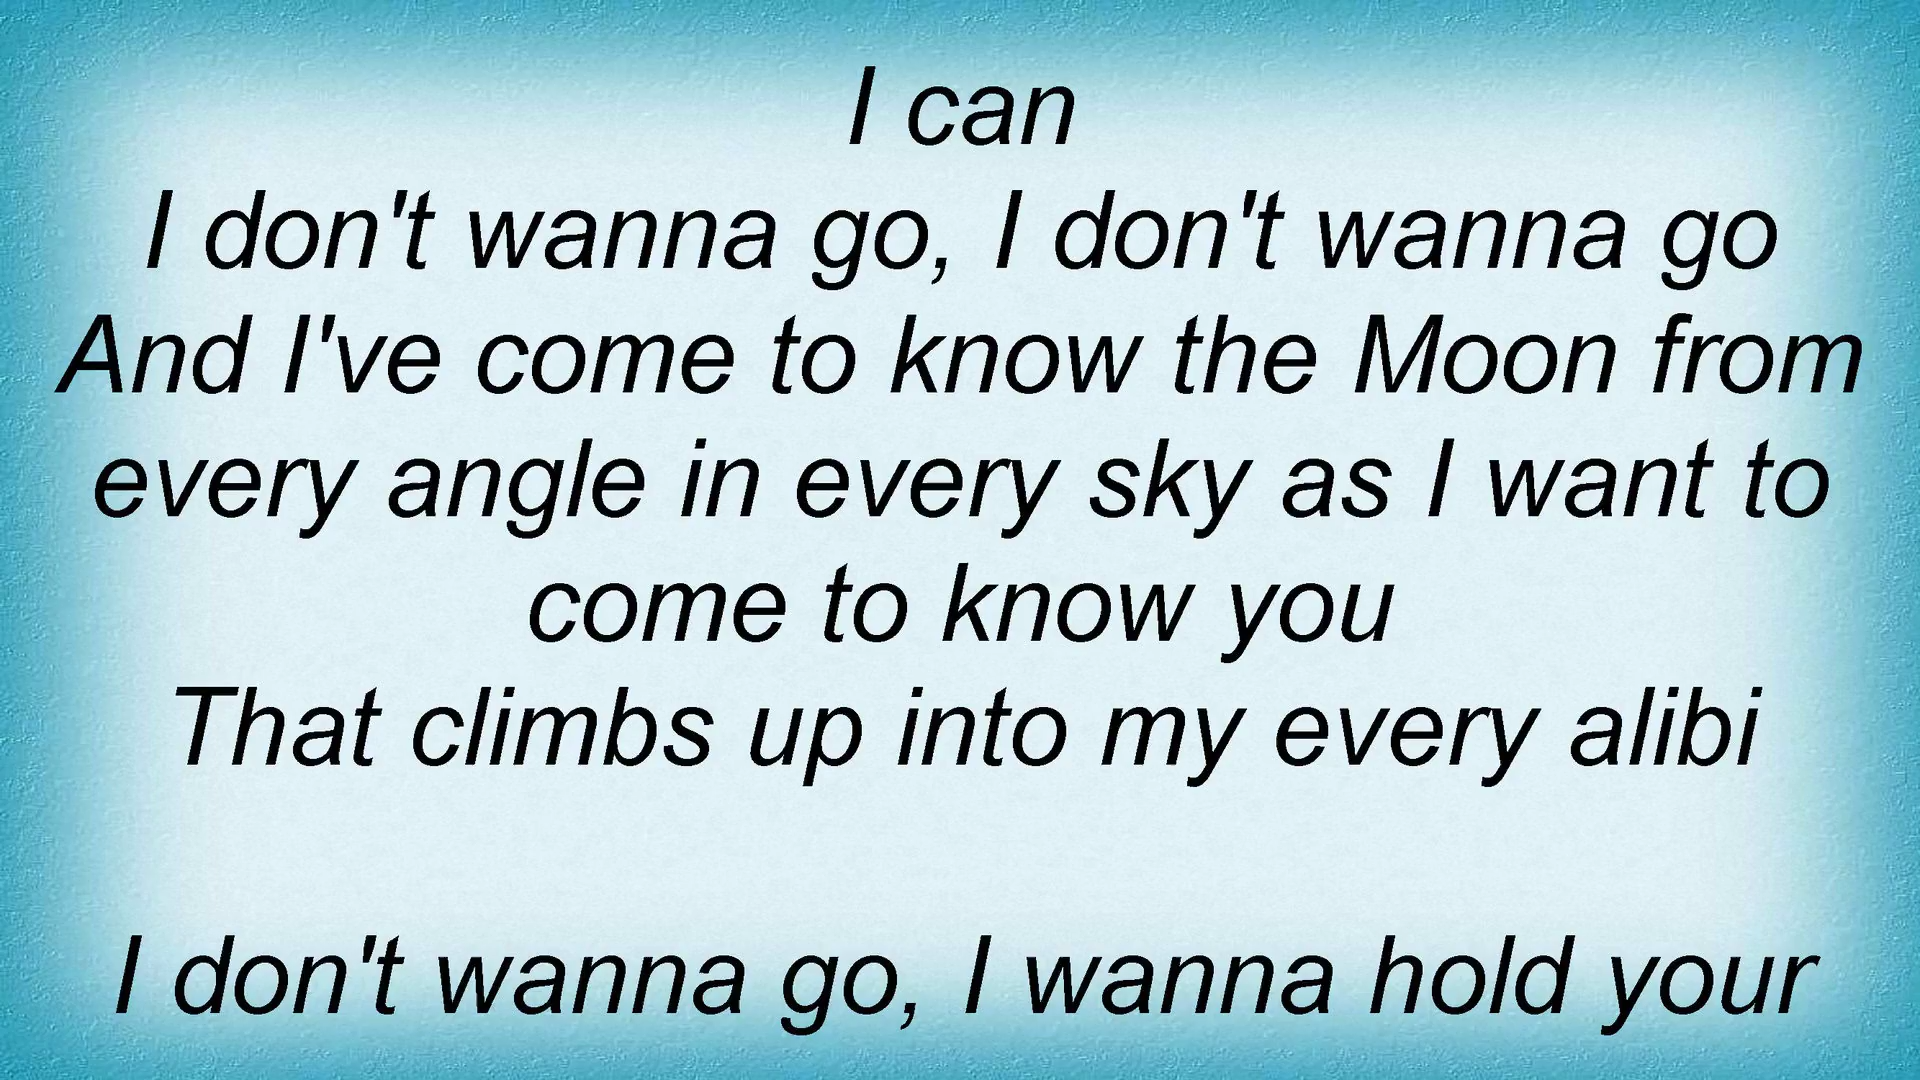 I can
I don't wanna go, I don't wanna go
And I've come to know the Moon from
every angle in every sky as I want to
come to know you
That climbs up into my every alibi
I don't wanna go, I wanna hold your